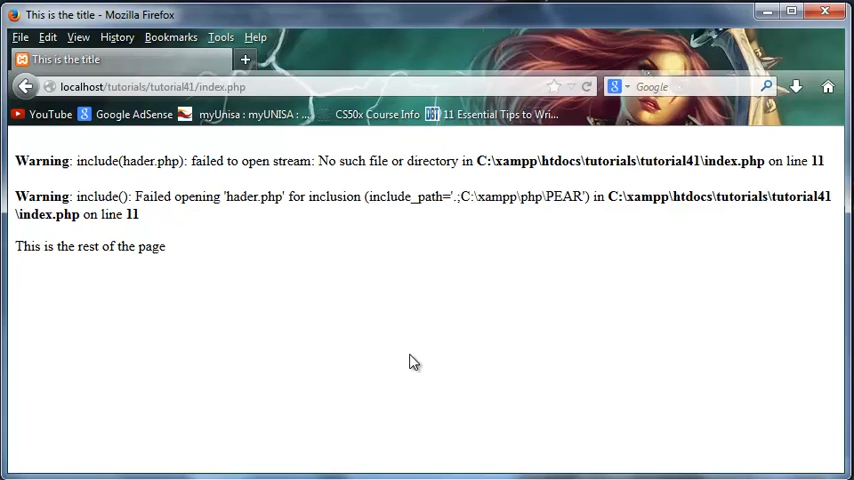 This is the title - Mozilla Firefox
File Edit View History Bookmarks Tools Help
This is the title +
localhost/tutorials/tutorial41/index.php Google
YouTube Google AdSense myUnisa : myUNISA : ... CS50x Course Info 11 Essential Tips to Wri...
Warning: include(hader.php): failed to open stream: No such file or directory in C:\xampp\htdocs\tutorials\tutorial41\index.php on line 11
Warning: include(): Failed opening 'hader.php' for inclusion (include_path='.;C:\xampp\php\PEAR') in C:\xampp\htdocs\tutorials\tutorial41
\index.php on line 11
This is the rest of the page